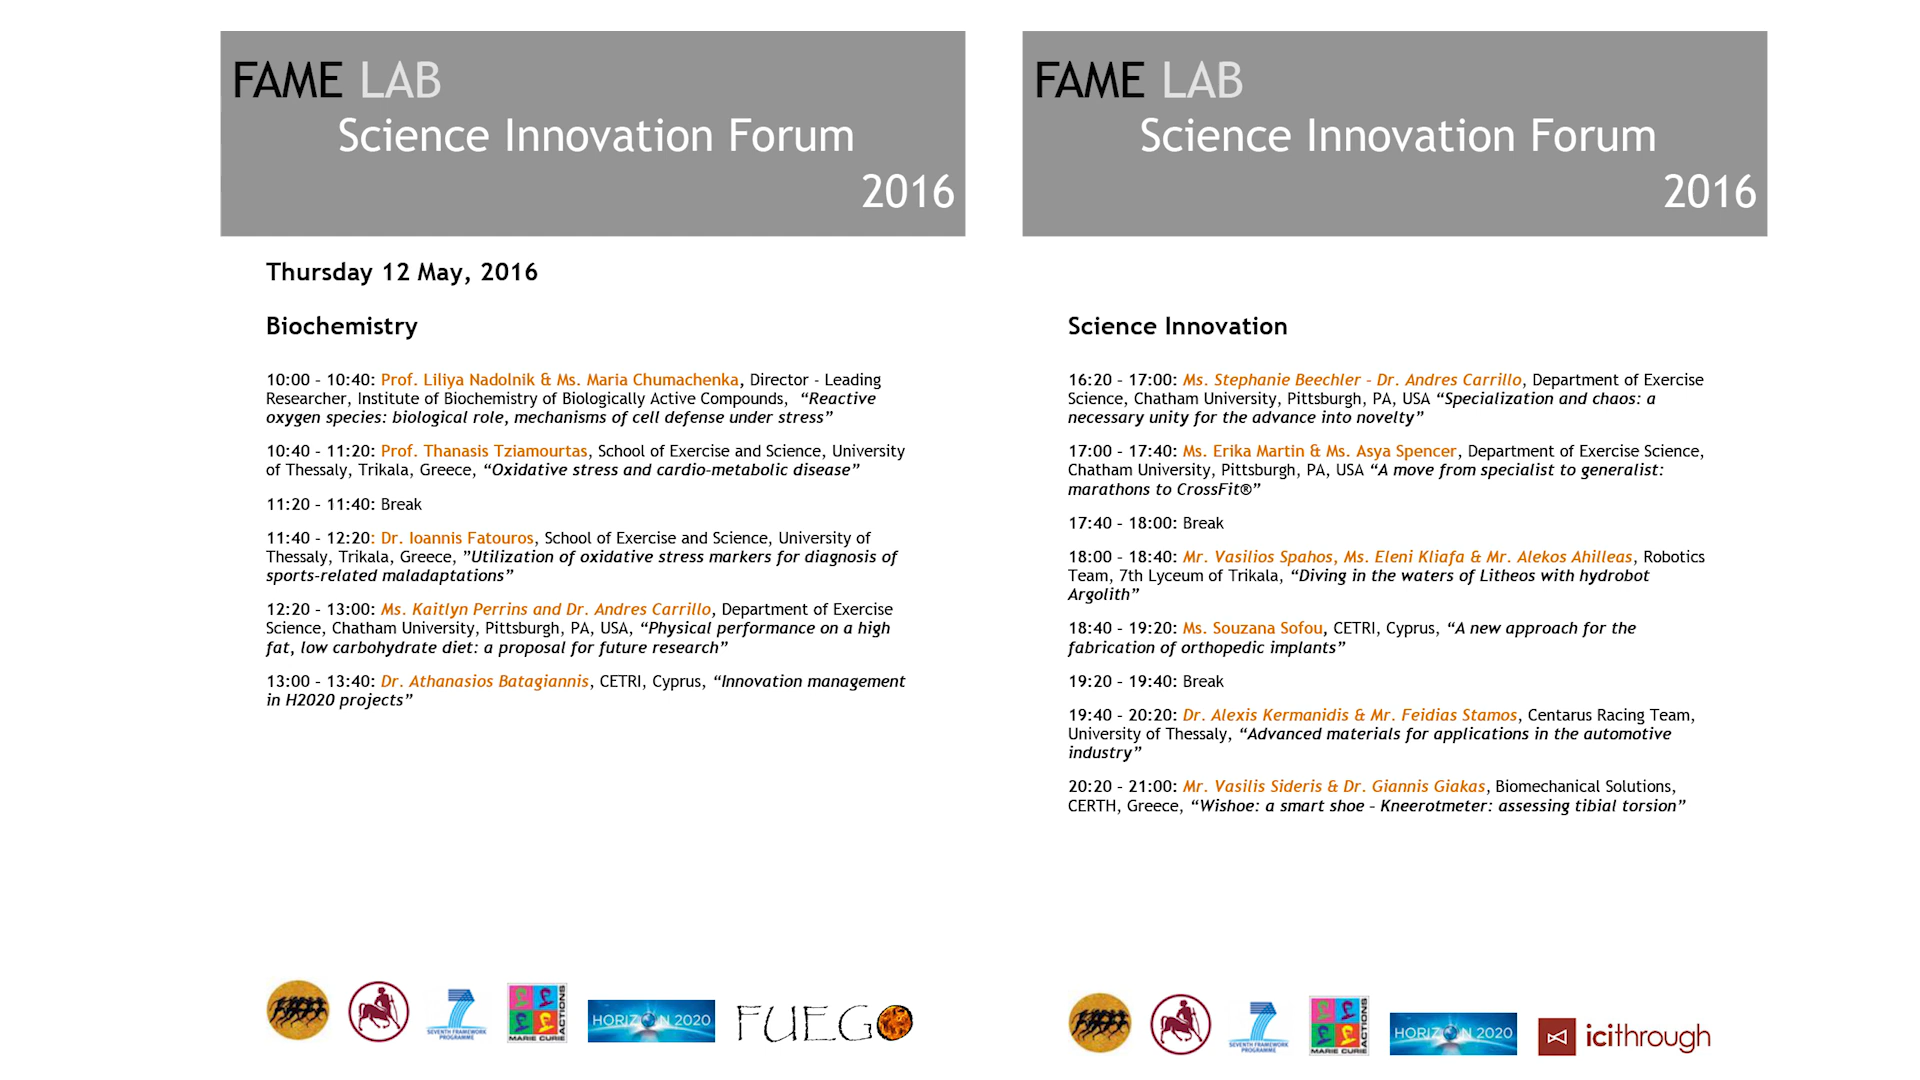 FAME LAB
Science Innovation Forum
2016
Thursday 12 May, 2016
Biochemistry
10:00 – 10:40: Prof. Liliya Nadolnik & Ms. Maria Chumachenka, Director - Leading
Researcher, Institute of Biochemistry of Biologically Active Compounds, “Reactive
oxygen species: biological role, mechanisms of cell defense under stress”
10:40 – 11:20: Prof. Thanasis Tziamourtas, School of Exercise and Science, University
of Thessaly, Trikala, Greece, “Oxidative stress and cardio-metabolic disease”
11:20 – 11:40: Break
11:40 – 12:20: Dr. Ioannis Fatouros, School of Exercise and Science, University of
Thessaly, Trikala, Greece, ”Utilization of oxidative stress markers for diagnosis of
sports-related maladaptations”
12:20 – 13:00: Ms. Kaitlyn Perrins and Dr. Andres Carrillo, Department of Exercise
Science, Chatham University, Pittsburgh, PA, USA, “Physical performance on a high
fat, low carbohydrate diet: a proposal for future research”
13:00 – 13:40: Dr. Athanasios Batagiannis, CETRI, Cyprus, “Innovation management
in H2020 projects”
SEVENTH FRAMEWORK
PROGRAMME
MARIE CURIE
ACTIONS
HORIZON 2020
FUEGO
FAME LAB
Science Innovation Forum
2016
Science Innovation
16:20 – 17:00: Ms. Stephanie Beechler – Dr. Andres Carrillo, Department of Exercise
Science, Chatham University, Pittsburgh, PA, USA “Specialization and chaos: a
necessary unity for the advance into novelty”
17:00 – 17:40: Ms. Erika Martin & Ms. Asya Spencer, Department of Exercise Science,
Chatham University, Pittsburgh, PA, USA “A move from specialist to generalist:
marathons to CrossFit®”
17:40 – 18:00: Break
18:00 – 18:40: Mr. Vasilios Spahos, Ms. Eleni Kliafa & Mr. Alekos Ahilleas, Robotics
Team, 7th Lyceum of Trikala, “Diving in the waters of Litheos with hydrobot
Argolith”
18:40 – 19:20: Ms. Souzana Sofou, CETRI, Cyprus, “A new approach for the
fabrication of orthopedic implants”
19:20 – 19:40: Break
19:40 – 20:20: Dr. Alexis Kermanidis & Mr. Feidias Stamos, Centarus Racing Team,
University of Thessaly, “Advanced materials for applications in the automotive
industry”
20:20 – 21:00: Mr. Vasilis Sideris & Dr. Giannis Giakas, Biomechanical Solutions,
CERTH, Greece, “Wishoe: a smart shoe – Kneerotmeter: assessing tibial torsion”
SEVENTH FRAMEWORK
PROGRAMME
MARIE CURIE
ACTIONS
HORIZON 2020
icithrough